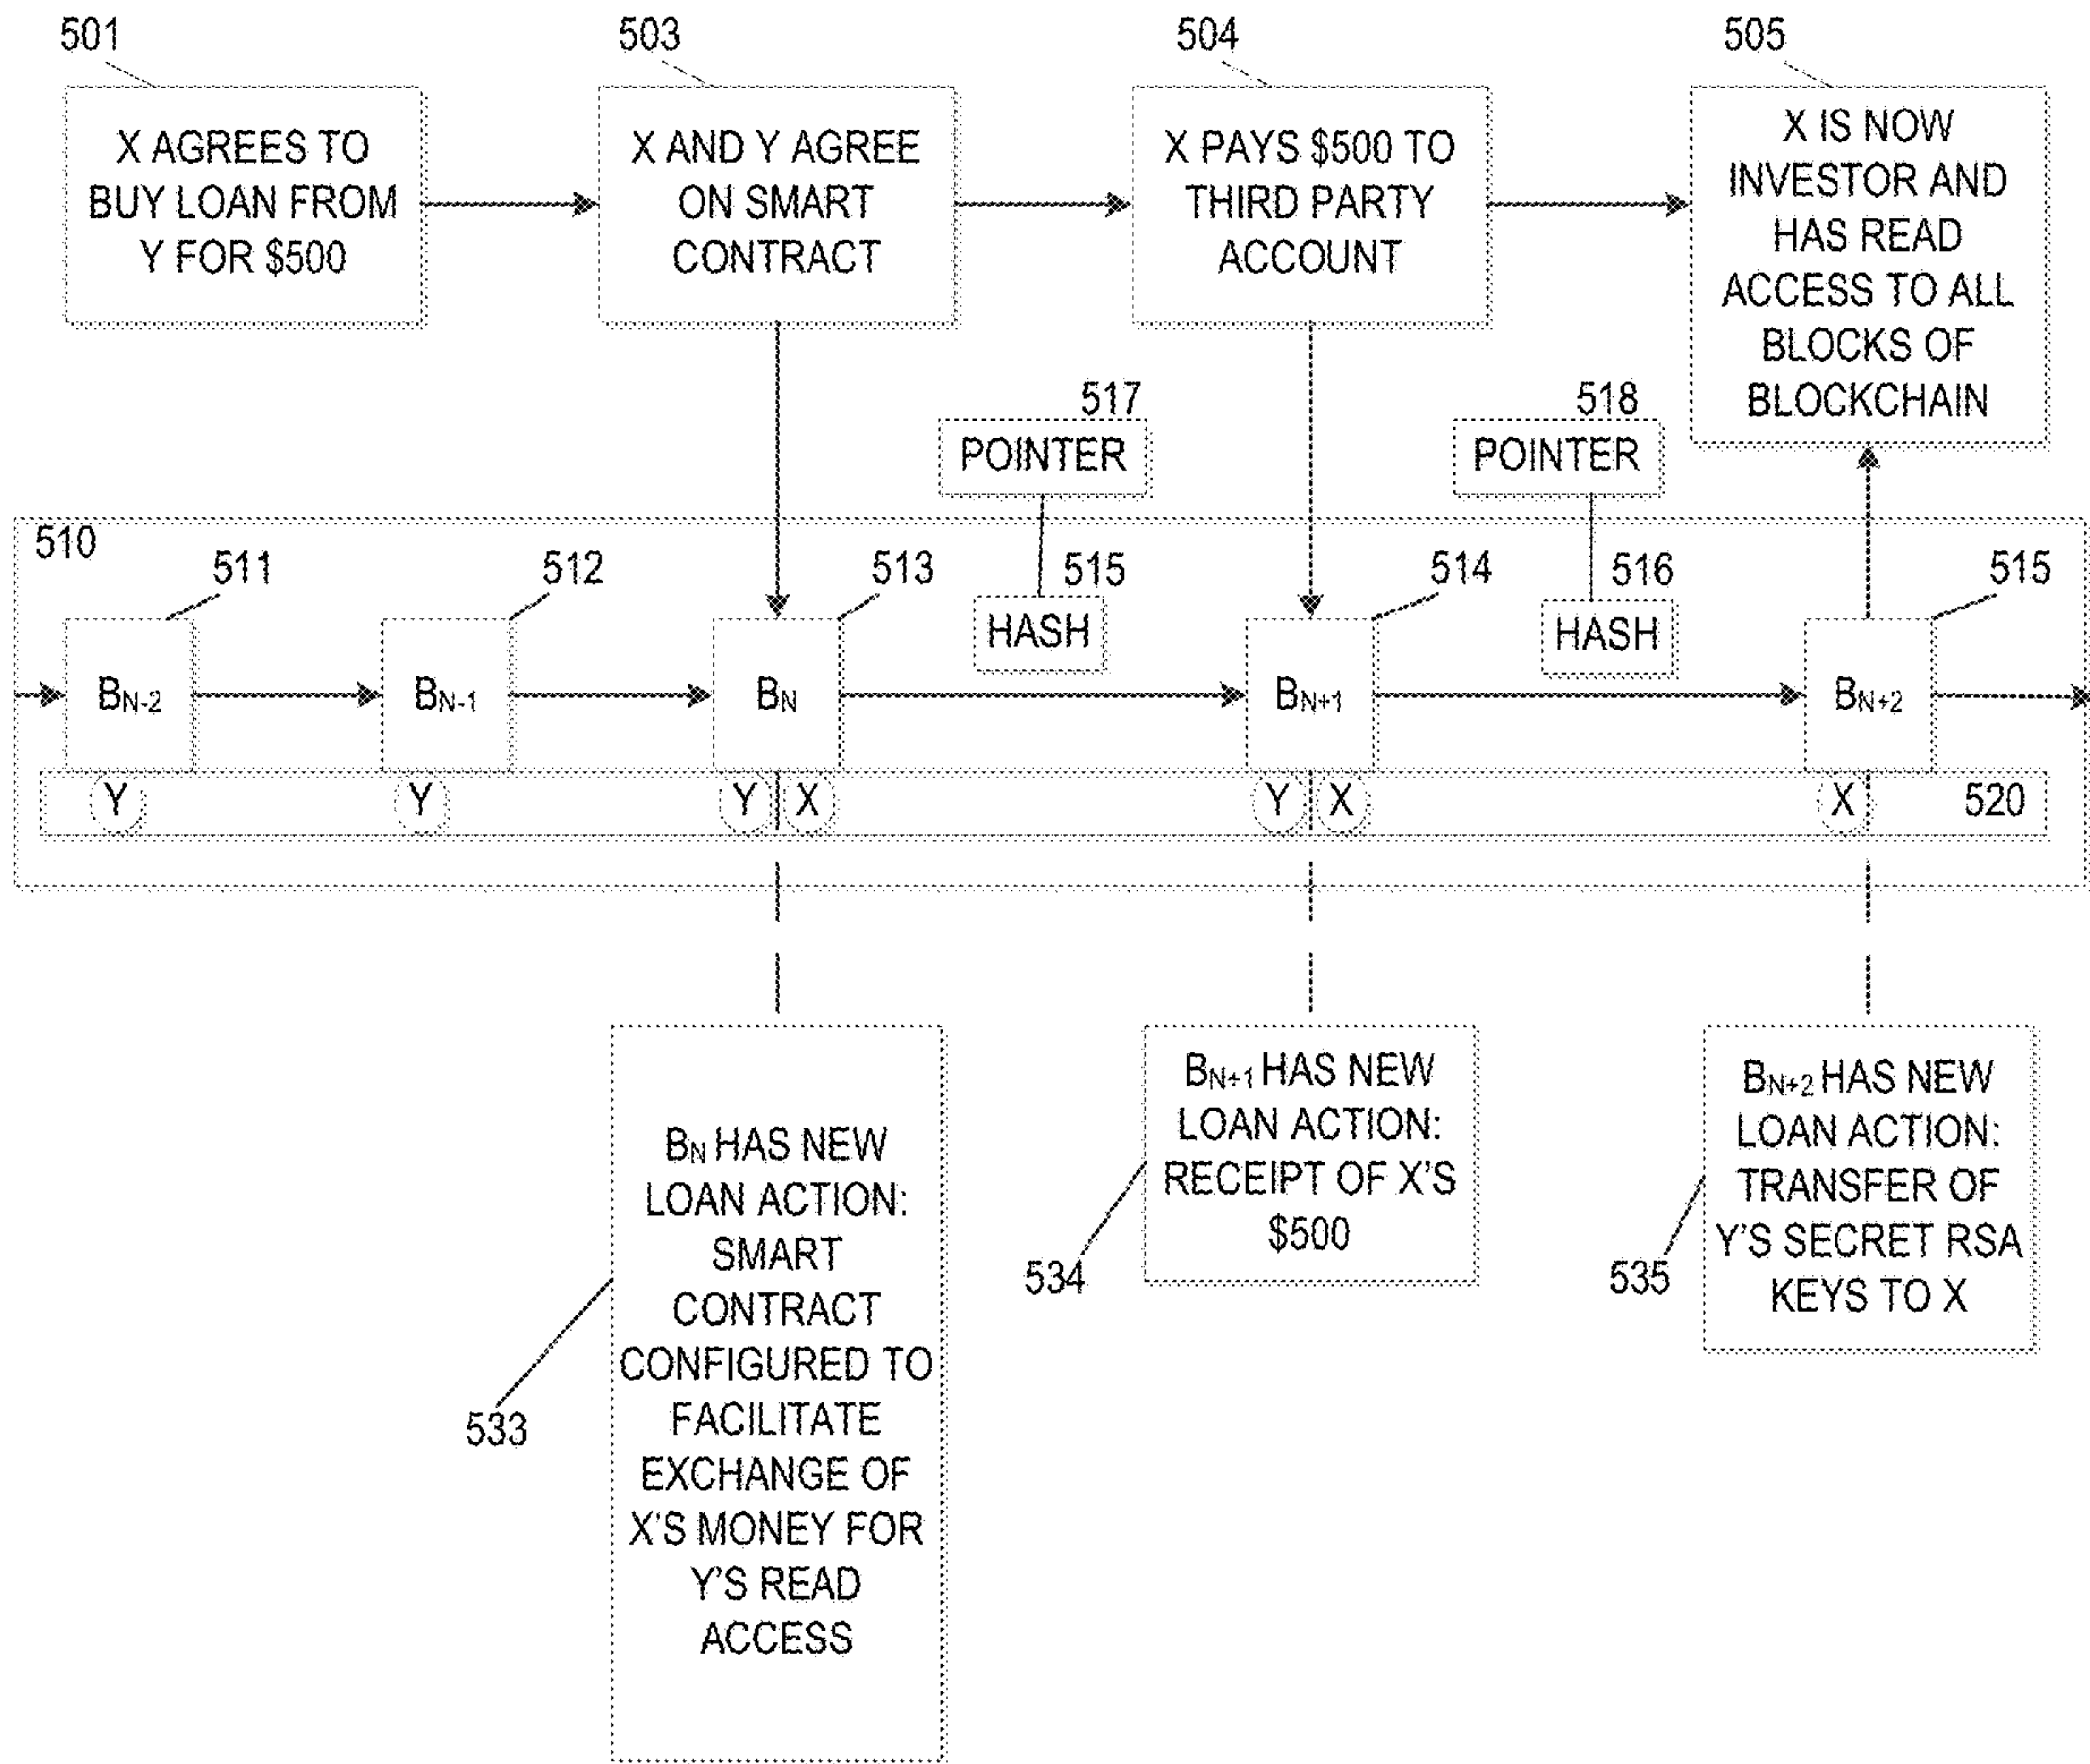 501
503
504
505
X AGREES TO
BUY LOAN FROM
Y FOR $500
X AND Y AGREE
ON SMART
CONTRACT
X PAYS $500 TO
THIRD PARTY
ACCOUNT
X IS NOW
INVESTOR AND
HAS READ
ACCESS TO ALL
BLOCKS OF
BLOCKCHAIN
517
POINTER
518
POINTER
510
511
512
513
515
HASH
514
516
HASH
515
BN-2
BN-1
BN
BN+1
BN+2
Y
Y
Y X
Y X
X
520
BN HAS NEW
LOAN ACTION:
SMART
CONTRACT
CONFIGURED TO
FACILITATE
EXCHANGE OF
X'S MONEY FOR
Y'S READ
ACCESS
533
BN+1 HAS NEW
LOAN ACTION:
RECEIPT OF X'S
$500
534
BN+2 HAS NEW
LOAN ACTION:
TRANSFER OF
Y'S SECRET RSA
KEYS TO X
535